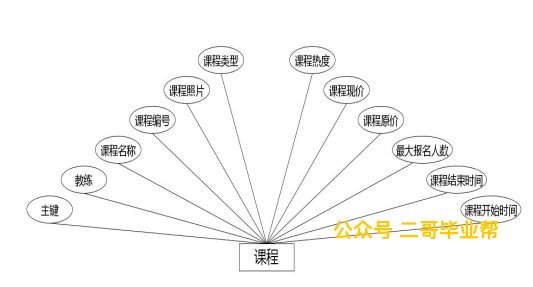 课程类型
课程热度
课程照片
课程现价
课程编号
课程原价
课程名称
最大报名人数
教练
课程结束时间
主键
课程开始时间
公众号 二哥毕业帮
课程